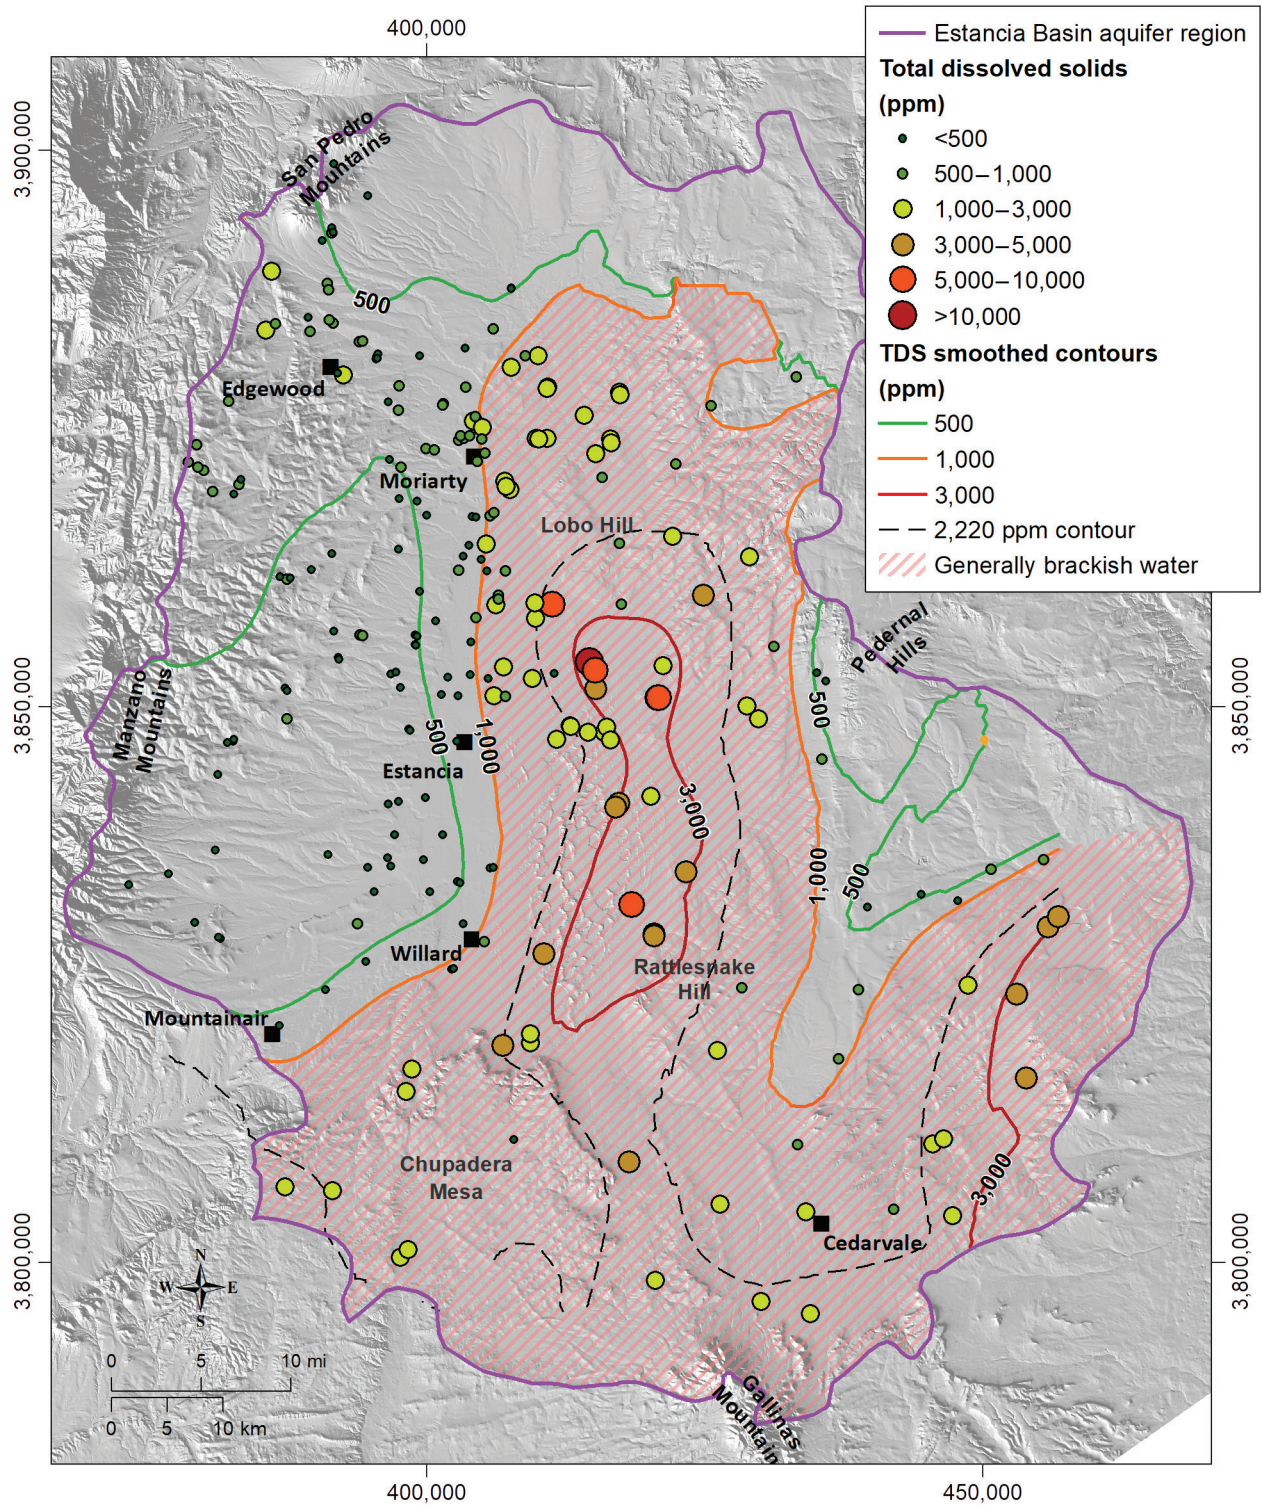 400,000
Estancia Basin aquifer region
Total dissolved solids
(ppm)
<500
500–1,000
1,000–3,000
3,000–5,000
5,000–10,000
>10,000
TDS smoothed contours
(ppm)
500
1,000
3,000
2,220 ppm contour
Generally brackish water
3,900,000
San Pedro
Mountains
500
Edgewood
Moriarty
Lobo Hill
Pedernal
Hills
Manzano
Mountains
3,850,000
3,850,000
500
1,000
500
Estancia
3,000
1,000
500
Willard
Rattlesnake
Hill
Mountainair
Chupadera
Mesa
3,000
Cedarvale
3,800,000
3,800,000
N
W
E
S
0
5
10 mi
0
5
10 km
Gallinas
Mountain
400,000
450,000